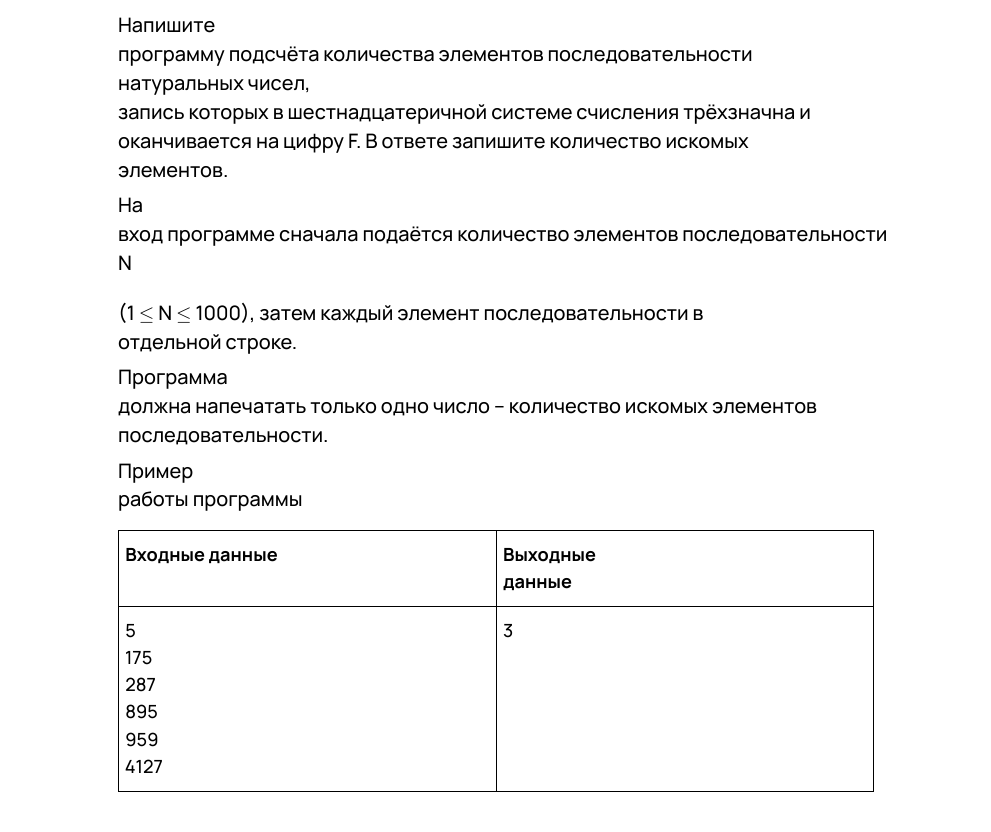 Напишите
программу подсчёта количества элементов последовательности
натуральных чисел,
запись которых в шестнадцатеричной системе счисления трёхзначна и
оканчивается на цифру F. В ответе запишите количество искомых
элементов.
На
вход программе сначала подаётся количество элементов последовательности
N
(1 ≤ N ≤ 1000), затем каждый элемент последовательности в
отдельной строке.
Программа
должна напечатать только одно число – количество искомых элементов
последовательности.
Пример
работы программы
Входные данные
Выходные
данные
5
175
287
895
959
4127
3